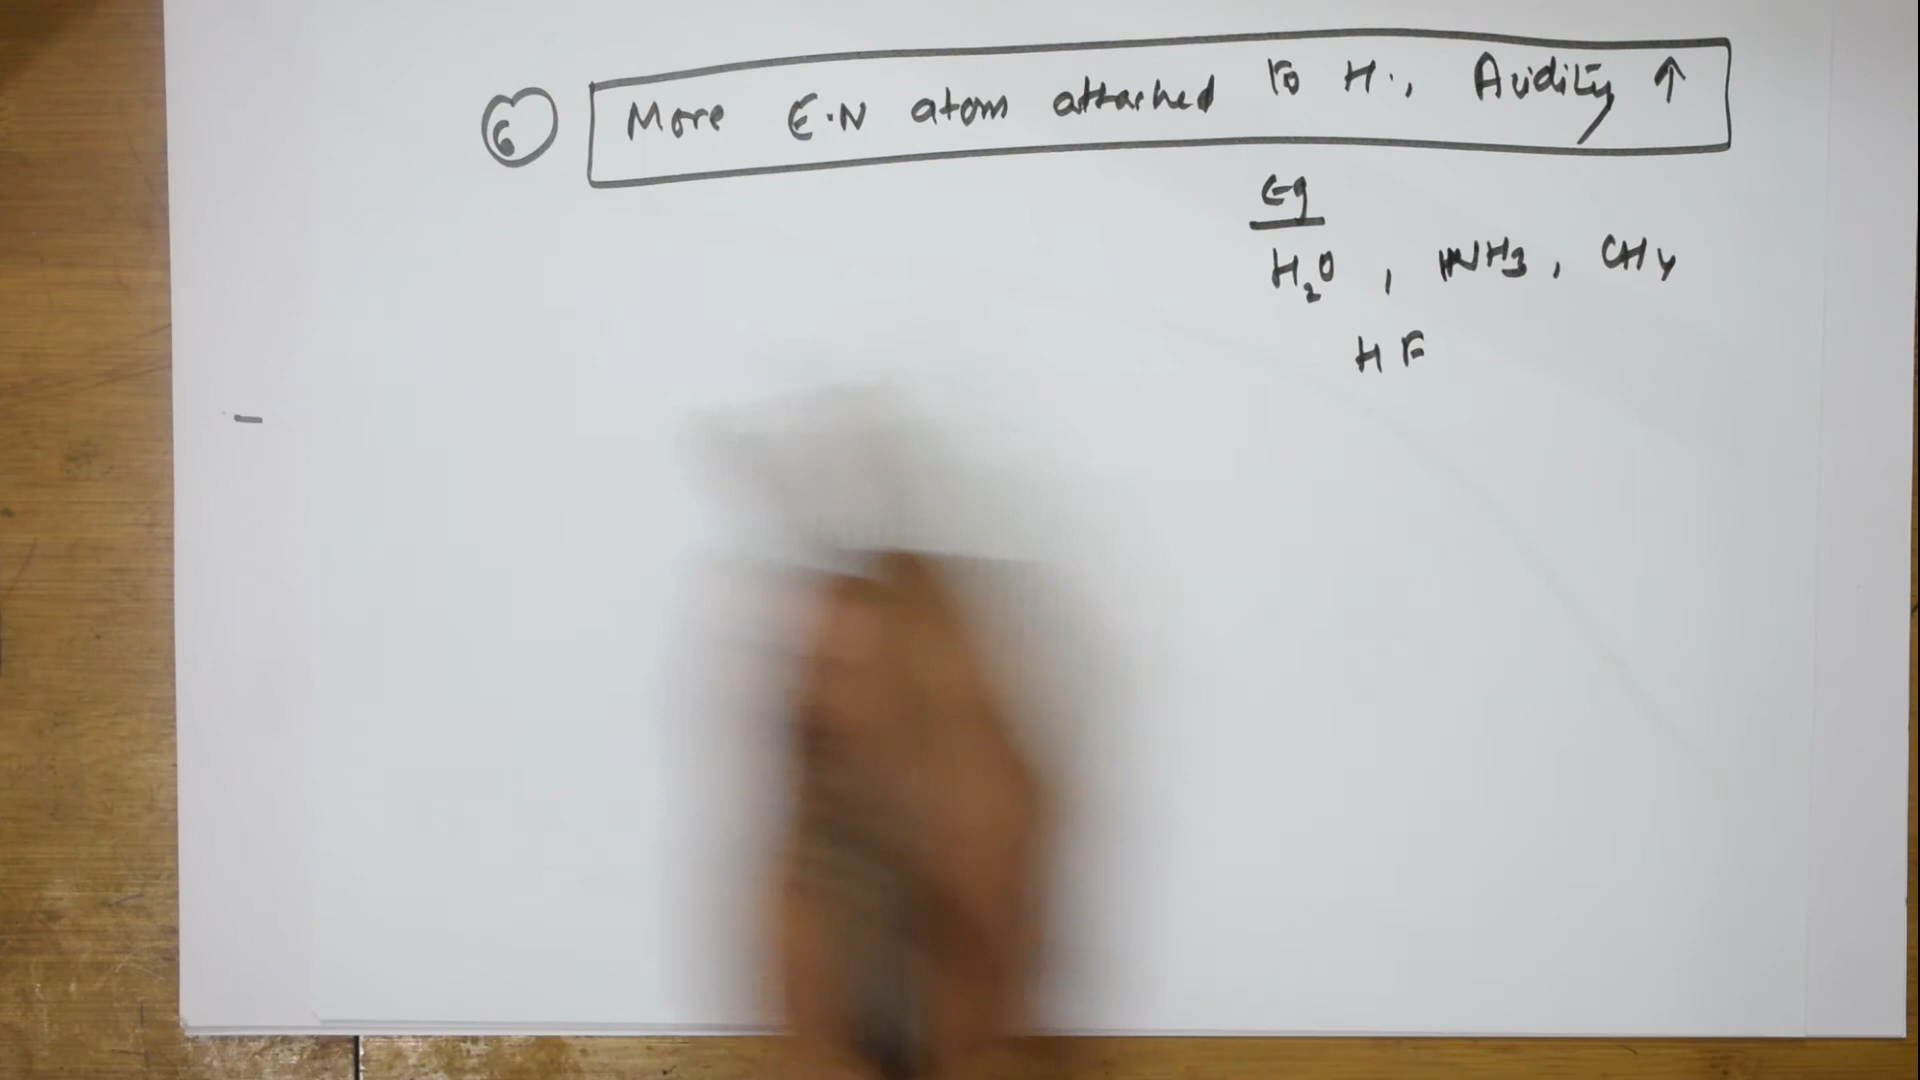 6 More E.N atom attached to H., Acidity ↑
Eg
H₂O , NH3 , CH4
HF